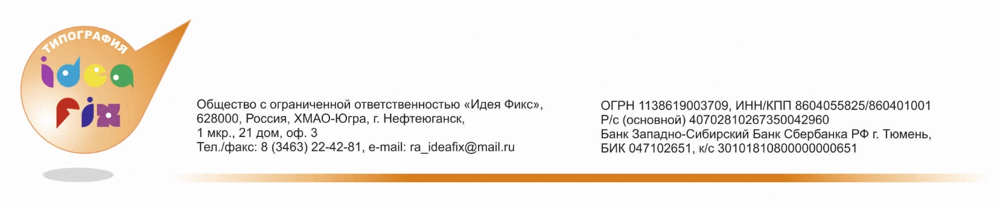 ТИПОГРАФИЯ
idea
fix
Общество с ограниченной ответственностью «Идея Фикс»,
628000, Россия, ХМАО-Югра, г. Нефтеюганск,
1 мкр., 21 дом, оф. 3
Тел./факс: 8 (3463) 22-42-81, e-mail: ra_ideafix@mail.ru
ОГРН 1138619003709, ИНН/КПП 8604055825/860401001
Р/с (основной) 40702810267350042960
Банк Западно-Сибирский Банк Сбербанка РФ г. Тюмень,
БИК 047102651, к/с 30101810800000000651